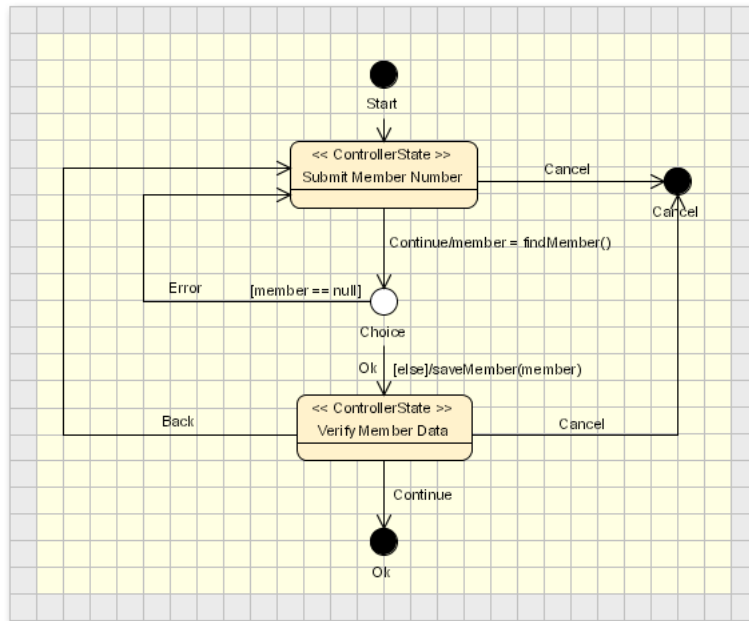 Start
<< ControllerState >>
Submit Member Number
Cancel
Cancel
Continue/member = findMember()
Error
[member == null]
Choice
Ok
[else]/saveMember(member)
<< ControllerState >>
Verify Member Data
Back
Cancel
Continue
Ok